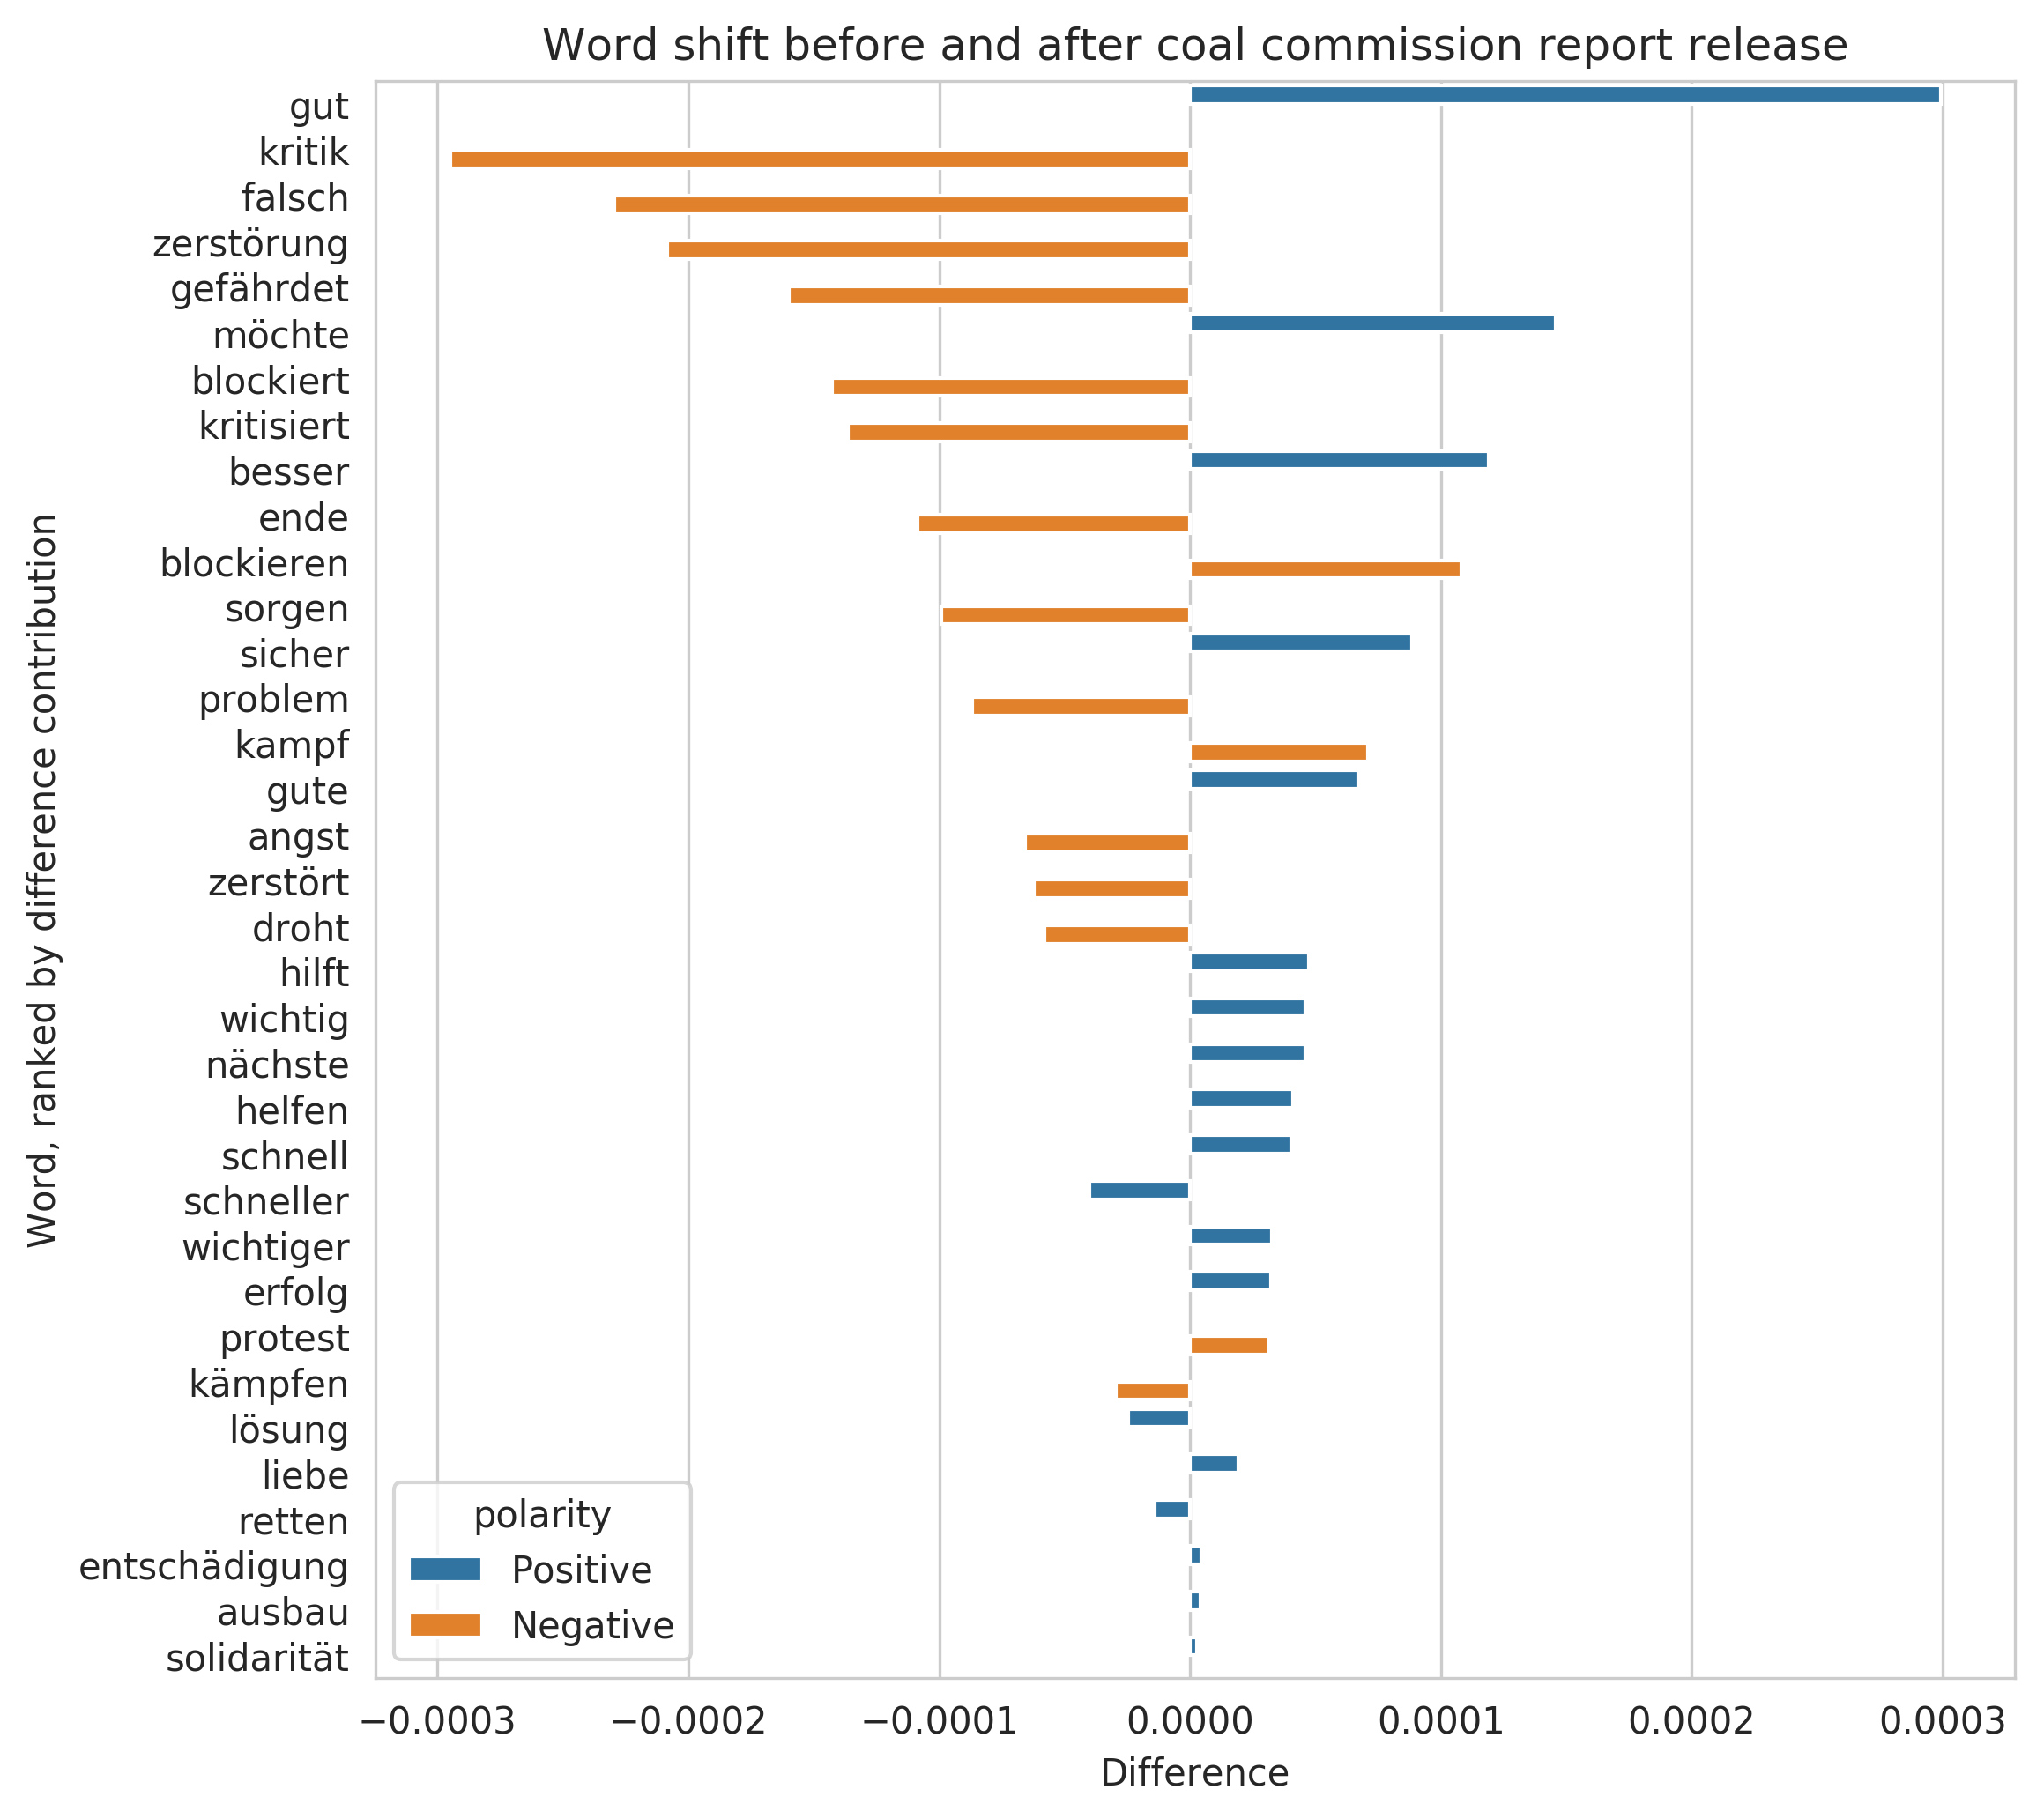 Word shift before and after coal commission report release
gut
kritik
falsch
zerstörung
gefährdet
möchte
blockiert
kritisiert
besser
ende
blockieren
sorgen
sicher
problem
kampf
gute
angst
zerstört
droht
hilft
wichtig
nächste
helfen
schnell
schneller
wichtiger
erfolg
protest
kämpfen
lösung
liebe
retten
entschädigung
ausbau
solidarität
Word, ranked by difference contribution
polarity
Positive
Negative
−0.0003 −0.0002 −0.0001 0.0000 0.0001 0.0002 0.0003
Difference